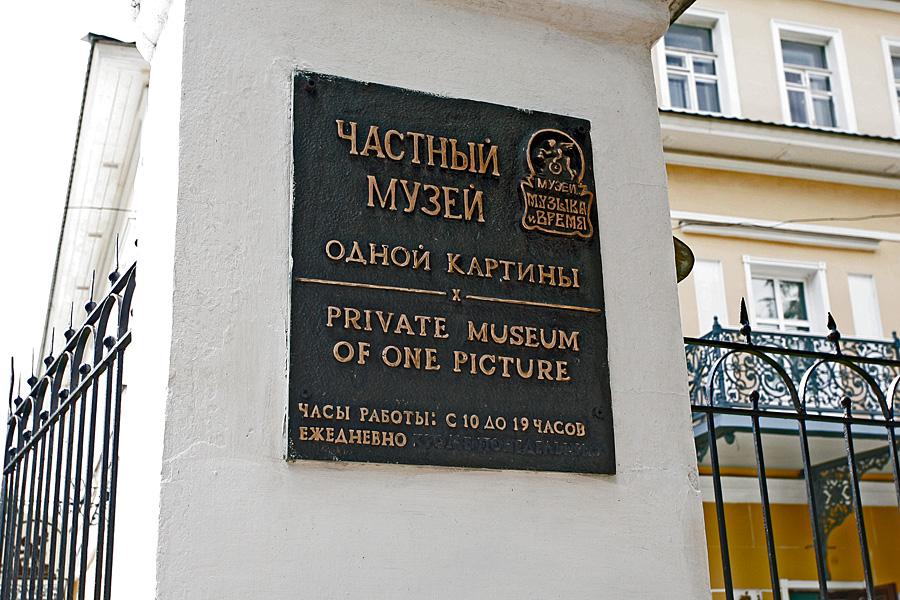 ЧАСТНЫЙ
МУЗЕЙ
МУЗЕЙ
МУЗЫКА
И ВРЕМЯ
ОДНОЙ КАРТИНЫ
PRIVATE MUSEUM
OF ONE PICTURE
ЧАСЫ РАБОТЫ: С 10 ДО 19 ЧАСОВ
ЕЖЕДНЕВНО